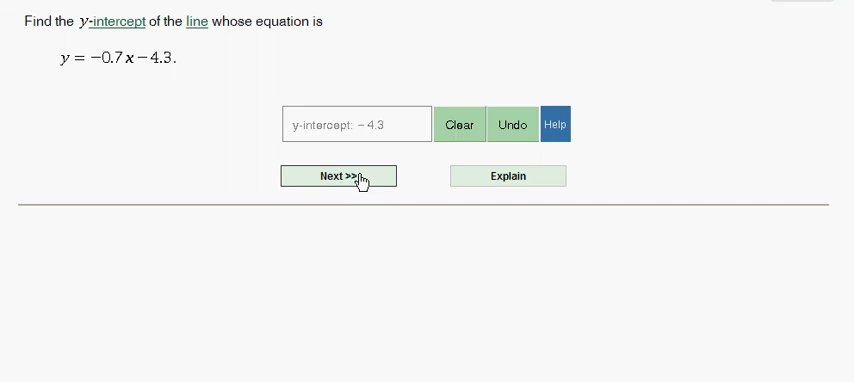 Find the y-intercept of the line whose equation is
y = −0.7 x − 4.3.
y-intercept: − 4.3 Clear Undo Help
Next >> Explain